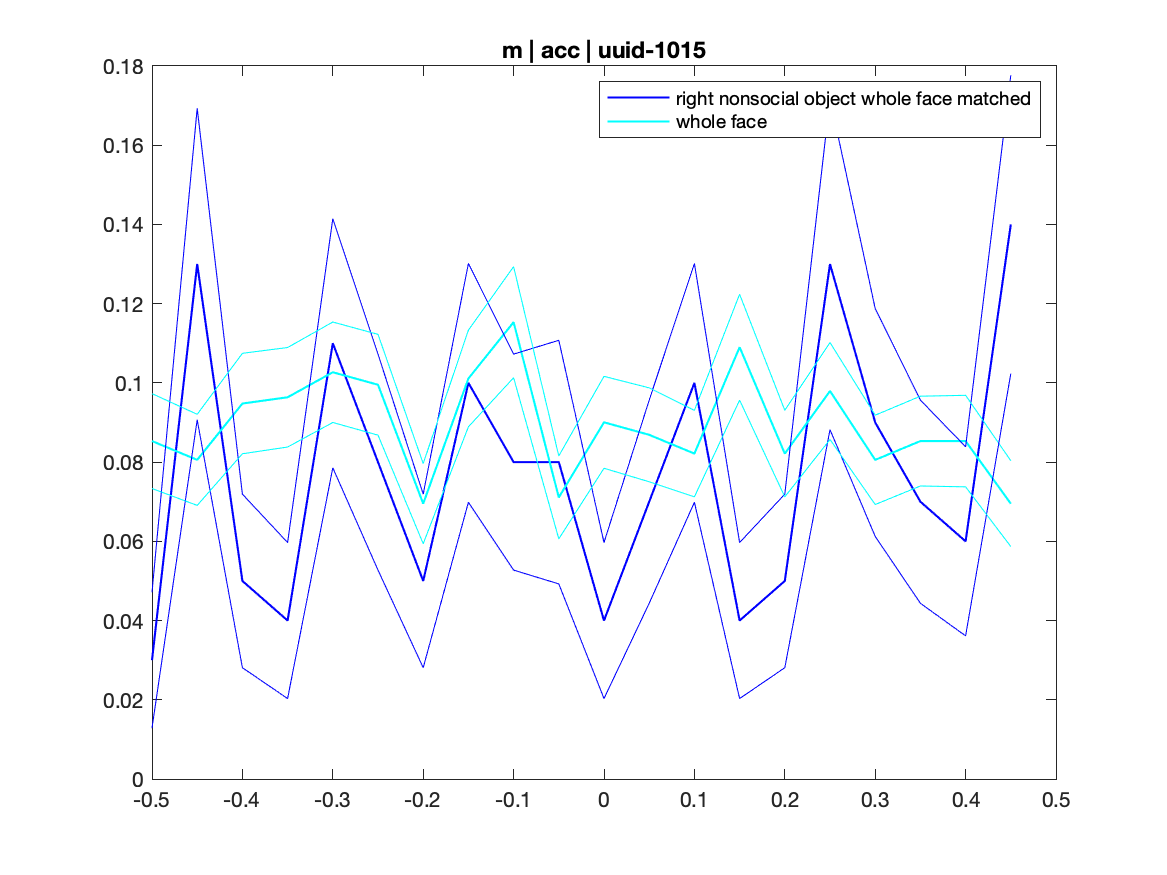 m | acc | uuid-1015
right nonsocial object whole face matched
whole face
0.18
0.16
0.14
0.12
0.1
0.08
0.06
0.04
0.02
0
-0.5 -0.4 -0.3 -0.2 -0.1 0 0.1 0.2 0.3 0.4 0.5